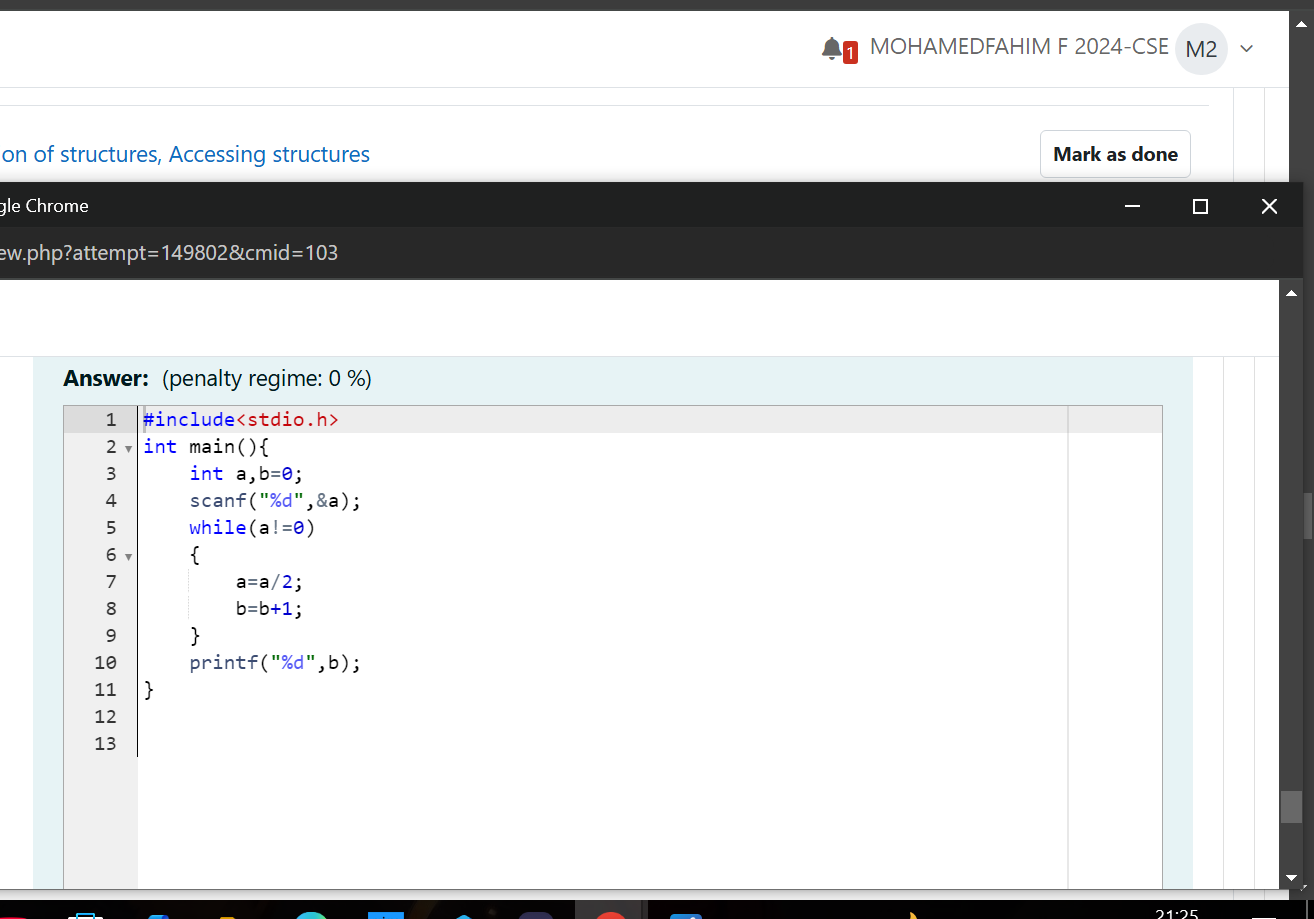 1 MOHAMEDFAHIM F 2024-CSE M2
on of structures, Accessing structures
Mark as done
gle Chrome
ew.php?attempt=149802&cmid=103
Answer: (penalty regime: 0 %)
1 #include<stdio.h>
2 int main(){
3 int a,b=0;
4 scanf("%d",&a);
5 while(a!=0)
6 {
7 a=a/2;
8 b=b+1;
9 }
10 printf("%d",b);
11 }
12
13
21:25